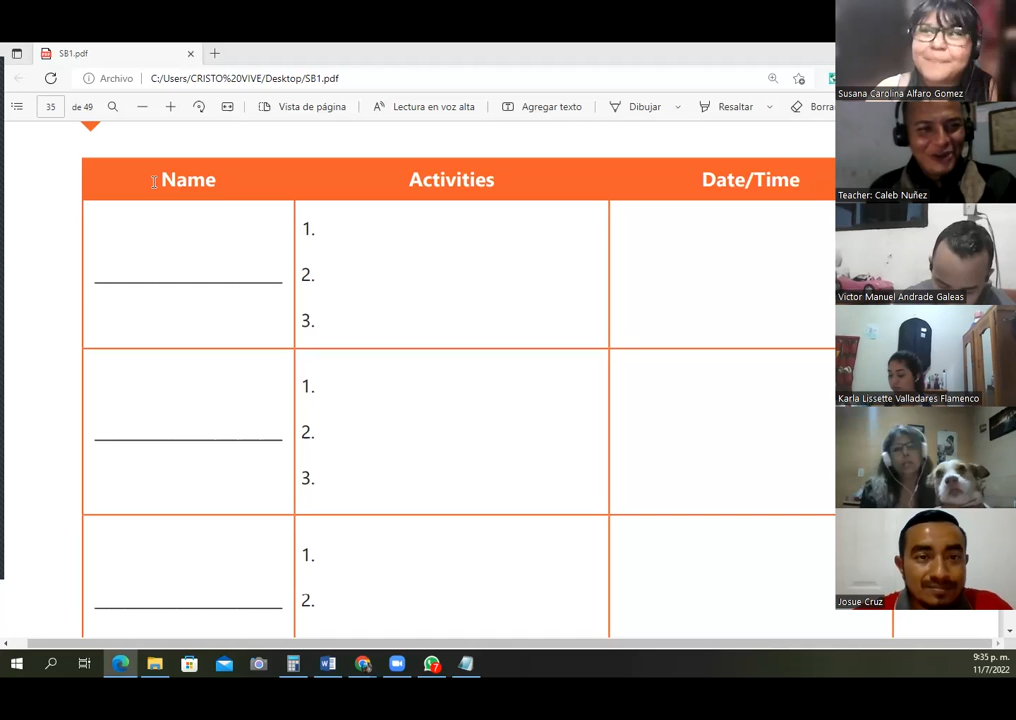 SB1.pdf
Archivo
C:/Users/CRISTO%20VIVE/Desktop/SB1.pdf
35 de 49
Vista de página
Lectura en voz alta
Agregar texto
Dibujar
Resaltar
Borra
Name Activities Date/Time
1.
2.
3.
1.
2.
3.
1.
2.
Susana Carolina Alfaro Gomez
Teacher: Caleb Nuñez
Victor Manuel Andrade Galeas
Karla Lissette Valladares Flamenco
Josue Cruz
7
9:35 p. m.
11/7/2022